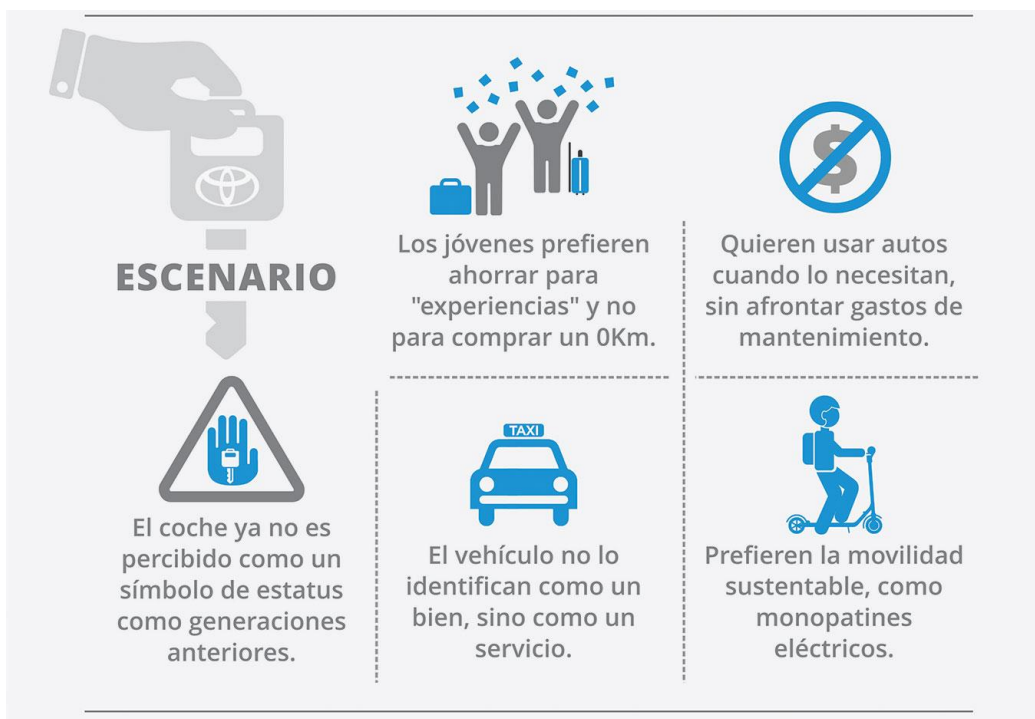 ESCENARIO
Los jóvenes prefieren
ahorrar para
"experiencias" y no
para comprar un 0Km.
Quieren usar autos
cuando lo necesitan,
sin afrontar gastos de
mantenimiento.
El coche ya no es
percibido como un
símbolo de estatus
como generaciones
anteriores.
TAXI
El vehículo no lo
identifican como un
bien, sino como un
servicio.
Prefieren la movilidad
sustentable, como
monopatines
eléctricos.